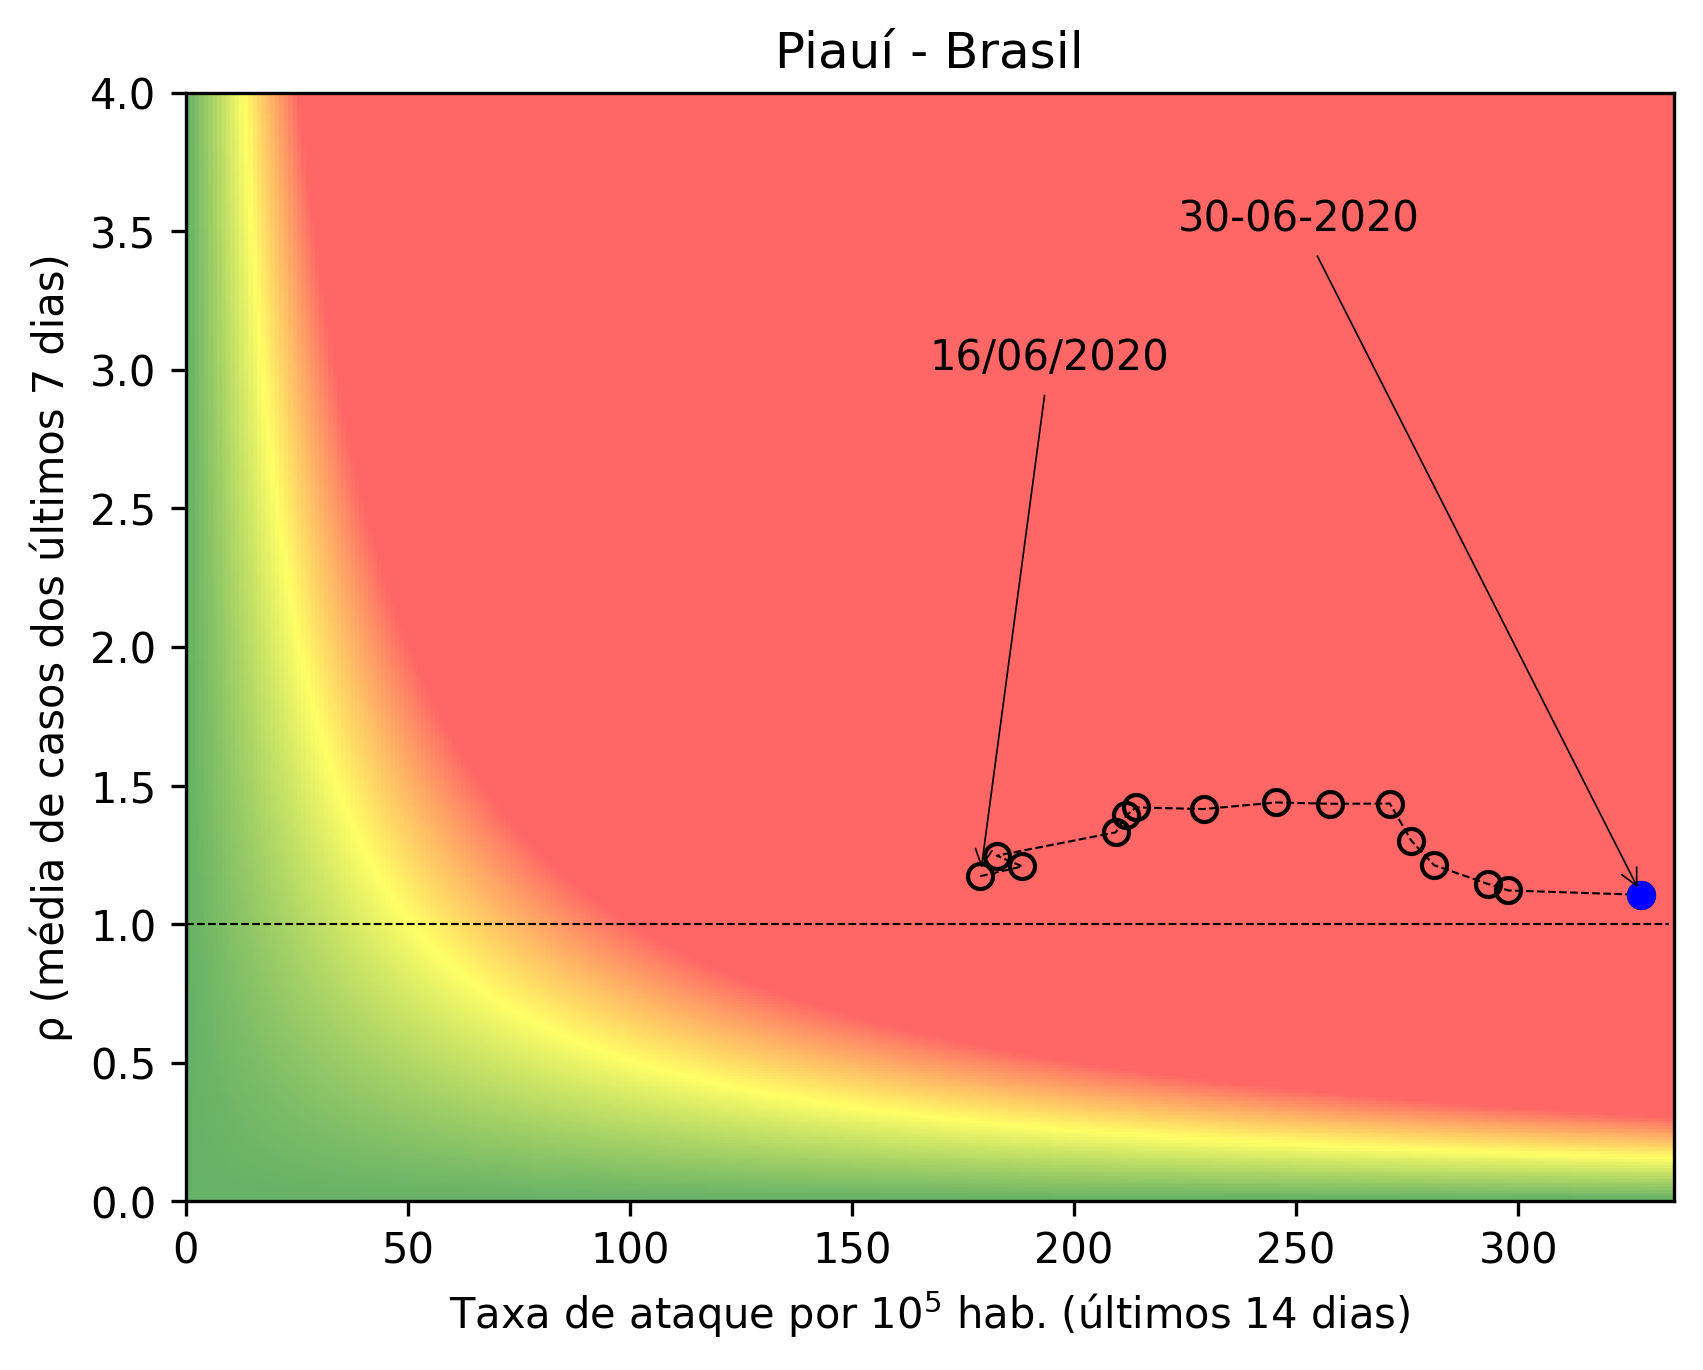 Piauí - Brasil
4.0
3.5
3.0
2.5
2.0
1.5
1.0
0.5
0.0
ρ (média de casos dos últimos 7 dias)
30-06-2020
16/06/2020
0 50 100 150 200 250 300
Taxa de ataque por 10⁵ hab. (últimos 14 dias)